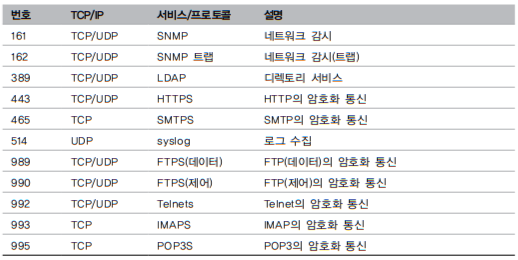 번호 TCP/IP 서비스/프로토콜 설명
161 TCP/UDP SNMP 네트워크 감시
162 TCP/UDP SNMP 트랩 네트워크 감시(트랩)
389 TCP/UDP LDAP 디렉토리 서비스
443 TCP/UDP HTTPS HTTP의 암호화 통신
465 TCP SMTPS SMTP의 암호화 통신
514 UDP syslog 로그 수집
989 TCP/UDP FTPS(데이터) FTP(데이터)의 암호화 통신
990 TCP/UDP FTPS(제어) FTP(제어)의 암호화 통신
992 TCP/UDP Telnets Telnet의 암호화 통신
993 TCP IMAPS IMAP의 암호화 통신
995 TCP POP3S POP3의 암호화 통신